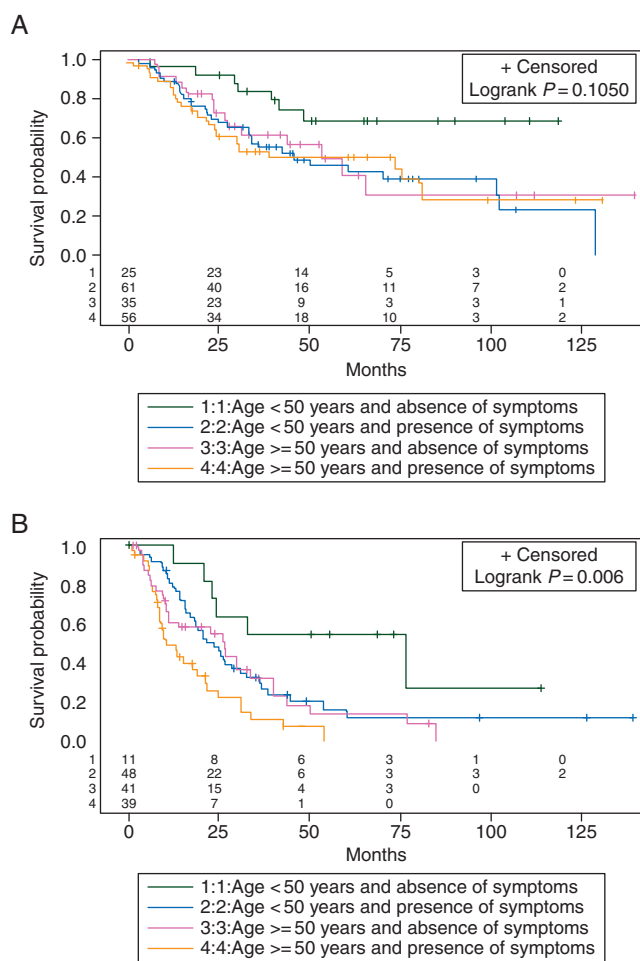 A
1.0
0.8
0.6
0.4
0.2
0.0
Survival probability
+ Censored
Logrank P = 0.1050
1 25 23 14 5 3 0
2 61 40 16 11 7 2
3 35 23 9 3 3 1
4 56 34 18 10 3 2
0 25 50 75 100 125
Months
1:1:Age < 50 years and absence of symptoms
2:2:Age < 50 years and presence of symptoms
3:3:Age >= 50 years and absence of symptoms
4:4:Age >= 50 years and presence of symptoms
B
1.0
0.8
0.6
0.4
0.2
0.0
Survival probability
+ Censored
Logrank P = 0.006
1 11 8 6 3 1 0
2 48 22 6 3 3 2
3 41 15 4 3 0
4 39 7 1 0
0 25 50 75 100 125
Months
1:1:Age < 50 years and absence of symptoms
2:2:Age < 50 years and presence of symptoms
3:3:Age >= 50 years and absence of symptoms
4:4:Age >= 50 years and presence of symptoms